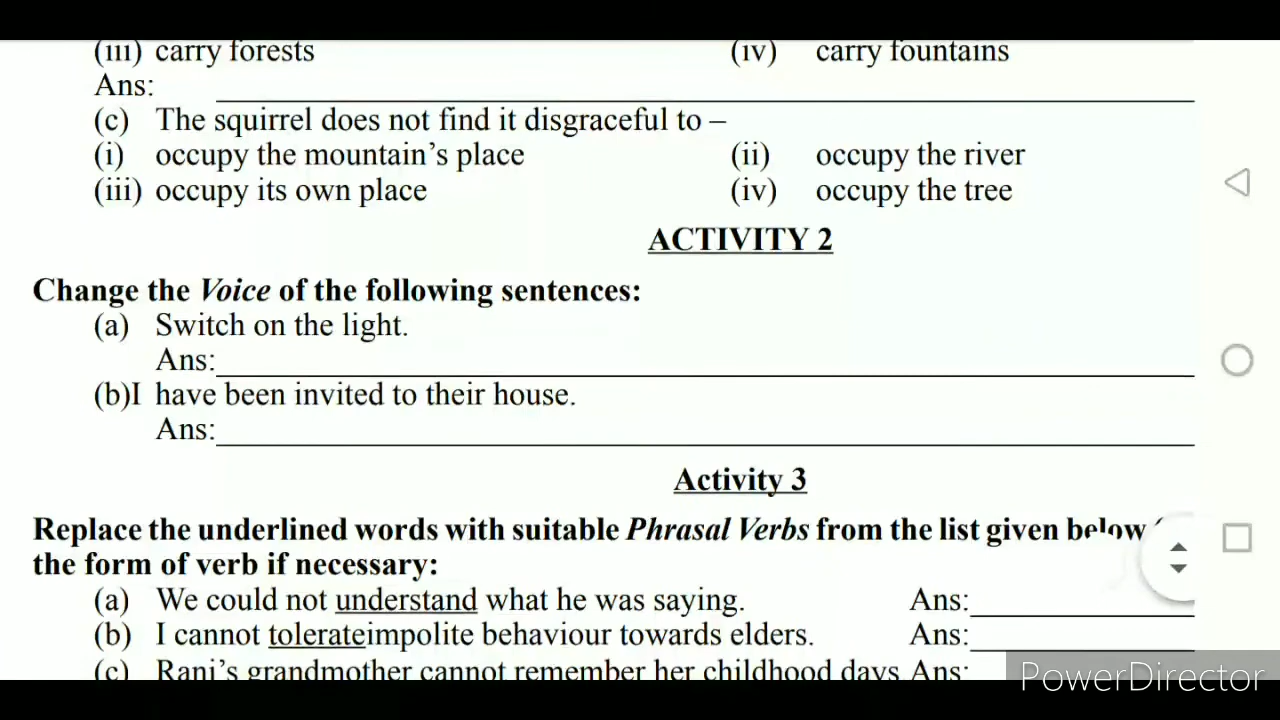 (iii) carry forests (iv) carry fountains
Ans: ____________
(c) The squirrel does not find it disgraceful to –
(i) occupy the mountain’s place (ii) occupy the river
(iii) occupy its own place (iv) occupy the tree
ACTIVITY 2
Change the Voice of the following sentences:
(a) Switch on the light.
Ans:____________
(b)I have been invited to their house.
Ans:____________
Activity 3
Replace the underlined words with suitable Phrasal Verbs from the list given below
the form of verb if necessary:
(a) We could not understand what he was saying. Ans:____________
(b) I cannot tolerateimpolite behaviour towards elders. Ans:____________
(c) Rani’s grandmother cannot remember her childhood days Ans:
PowerDirector